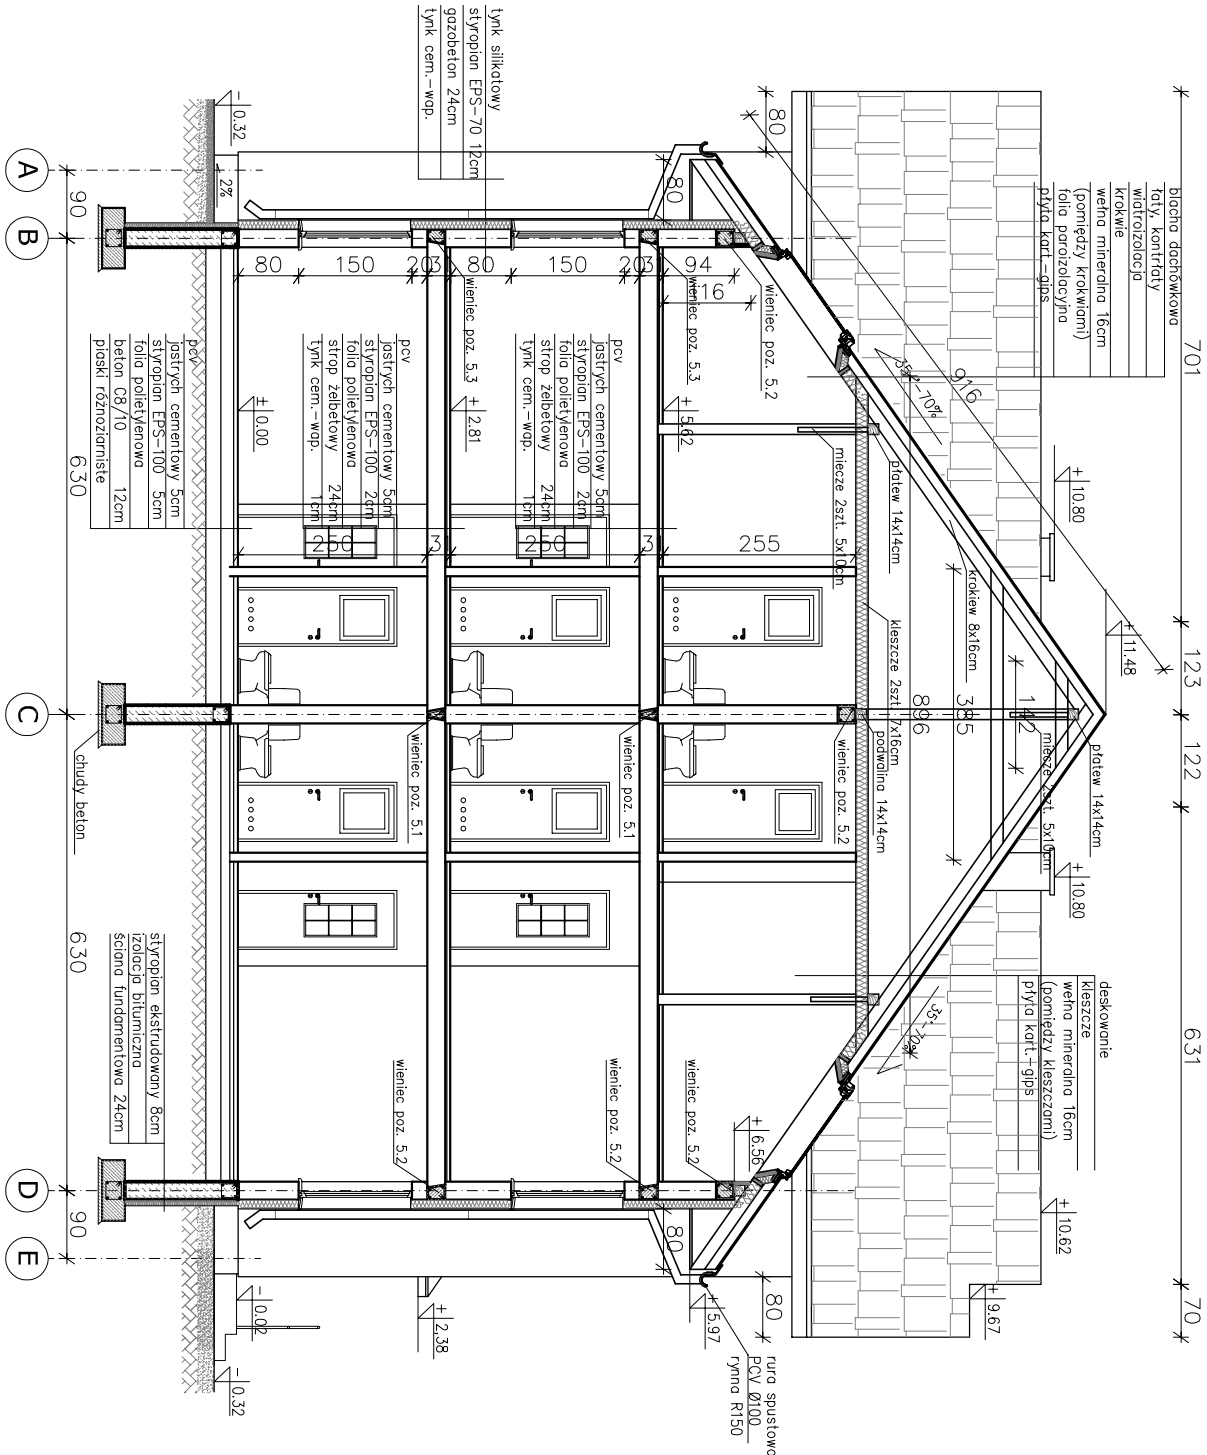 701
123
122
631
70
blacha dachówkowa
łaty, kontrłaty
wiatroizolacja
krokwie
wełna mineralna 16cm
(pomiędzy krokwiami)
folia paroizolacyjna
płyta kart.-gips
80
916
+ 10.80
+ 11.48
+ 10.80
+ 10.62
+ 9.67
35° -70%
35° -70%
płatew 14x14cm
miecze 2szt. 5x10cm
142
385
896
krokiew 8x16cm
kleszcze 2szt. 7x16cm
podwalina 14x14cm
płatew 14x14cm
miecze 2szt. 5x10cm
deskowanie
kleszcze
wełna mineralna 16cm
(pomiędzy kleszczami)
płyta kart.-gips
80
80
80
+ 6.56
+ 5.97
rura spustowa
PCV Ø100
rynna R150
wieniec poz. 5.2
wieniec poz. 5.3
wieniec poz. 5.3
wieniec poz. 5.2
wieniec poz. 5.1
wieniec poz. 5.1
wieniec poz. 5.2
wieniec poz. 5.2
wieniec poz. 5.2
94
150
80
150
80
255
260
260
+ 5.62
+ 2.81
± 0.00
tynk silikatowy
styropian EPS-70 12cm
gazobeton 24cm
tynk cem.-wap.
pcv
jastrych cementowy 5cm
styropian EPS-100 2cm
folia polietylenowa
strop żelbetowy 24cm
tynk cem.-wap. 1cm
pcv
jastrych cementowy 5cm
styropian EPS-100 2cm
folia polietylenowa
strop żelbetowy 24cm
tynk cem.-wap. 1cm
pcv
jastrych cementowy 5cm
styropian EPS-100 5cm
folia polietylenowa
beton C8/10 12cm
piaski różnoziarniste
+ 2,38
- 0.32
2%
- 0.02
- 0.32
chudy beton
styropian ekstrudowany 8cm
izolacja bitumiczna
ściana fundamentowa 24cm
90
630
630
90
A
B
C
D
E